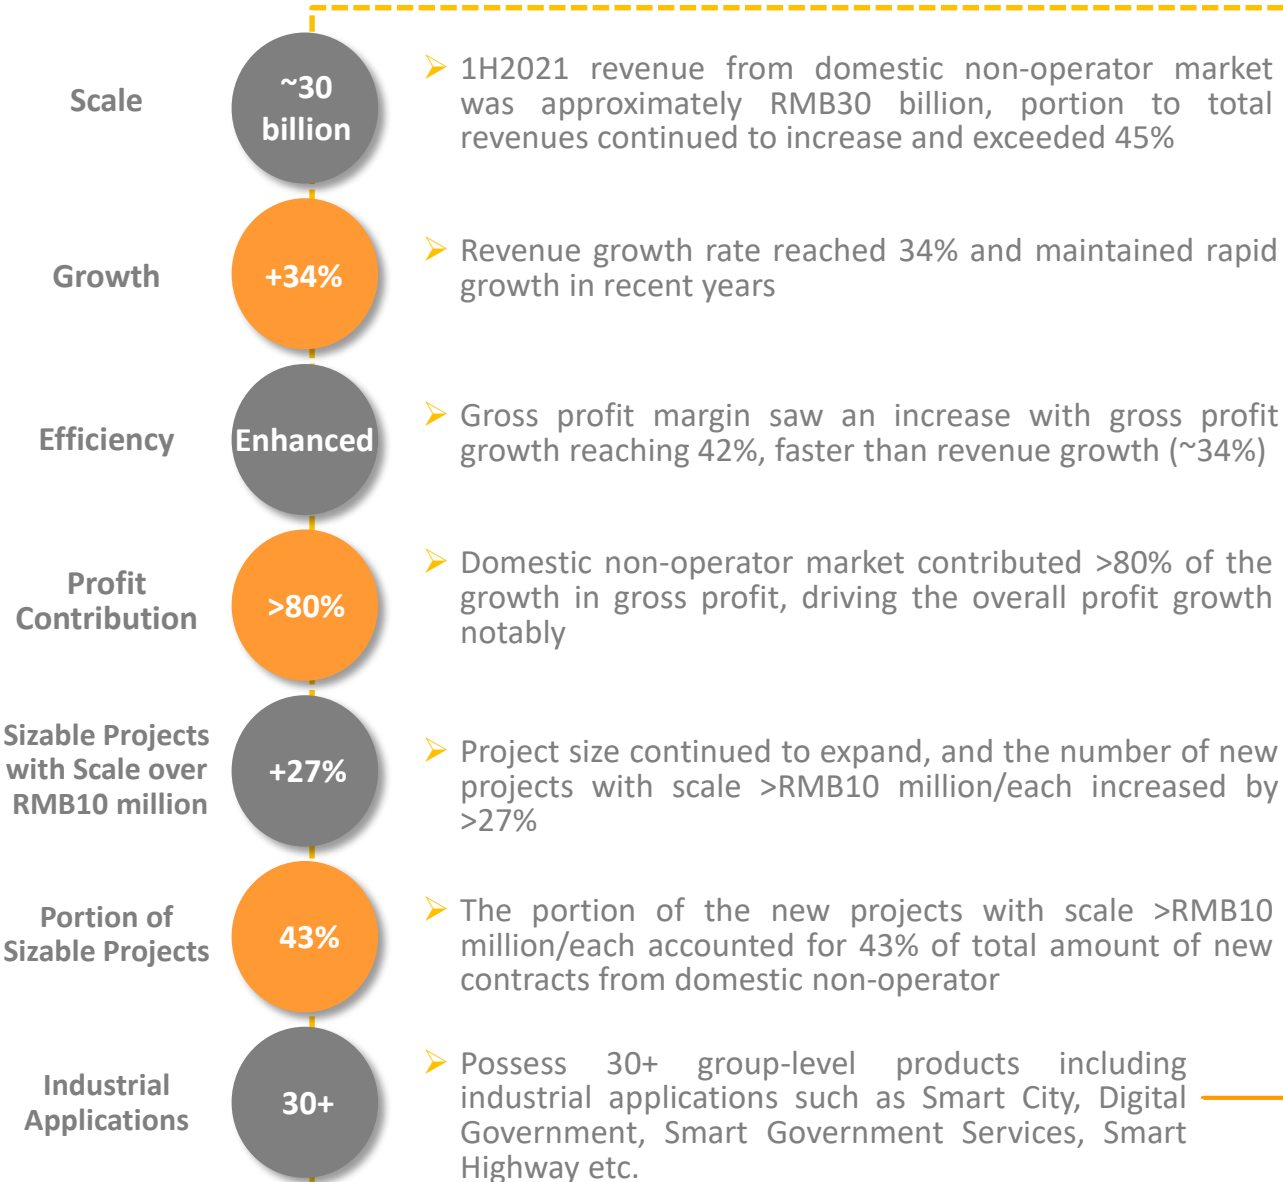 Scale
~30
billion
➢ 1H2021 revenue from domestic non-operator market
was approximately RMB30 billion, portion to total
revenues continued to increase and exceeded 45%
Growth
+34%
➢ Revenue growth rate reached 34% and maintained rapid
growth in recent years
Efficiency
Enhanced
➢ Gross profit margin saw an increase with gross profit
growth reaching 42%, faster than revenue growth (~34%)
Profit
Contribution
>80%
➢ Domestic non-operator market contributed >80% of the
growth in gross profit, driving the overall profit growth
notably
Sizable Projects
with Scale over
RMB10 million
+27%
➢ Project size continued to expand, and the number of new
projects with scale >RMB10 million/each increased by
>27%
Portion of
Sizable Projects
43%
➢ The portion of the new projects with scale >RMB10
million/each accounted for 43% of total amount of new
contracts from domestic non-operator
Industrial
Applications
30+
➢ Possess 30+ group-level products including
industrial applications such as Smart City, Digital
Government, Smart Government Services, Smart
Highway etc.